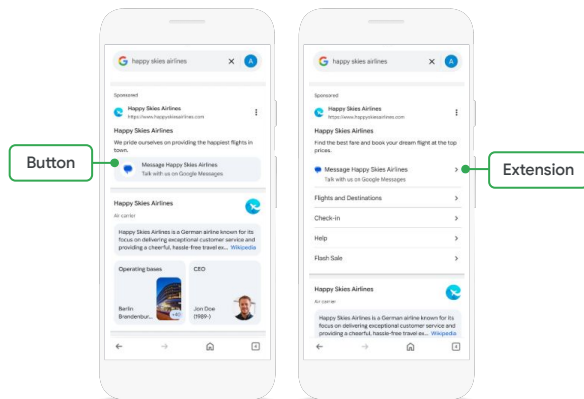 Button
happy skies airlines
A
Sponsored
Happy Skies Airlines
https://www.happyskiesairlines.com
Happy Skies Airlines
We pride ourselves on providing the happiest flights in
town.
Message Happy Skies Airlines
Talk with us on Google Messages
Happy Skies Airlines
Air carrier
Happy Skies Airlines is a German airline known for its
focus on delivering exceptional customer service and
providing a cheerful, hassle-free travel ex... Wikipedia
Operating bases
Berlin
Brandenbur...
+40
CEO
Jon Doe
(1989-)
4
happy skies airlines
A
Sponsored
Happy Skies Airlines
https://www.happyskiesairlines.com
Happy Skies Airlines
Find the best fare and book your dream flight at the top
prices.
Message Happy Skies Airlines
Talk with us on Google Messages
Flights and Destinations
Check-in
Help
Flash Sale
Happy Skies Airlines
Air carrier
Happy Skies Airlines is a German airline known for its
focus on delivering exceptional customer service and
providing a cheerful, hassle-free travel ex... Wikipedia
4
Extension